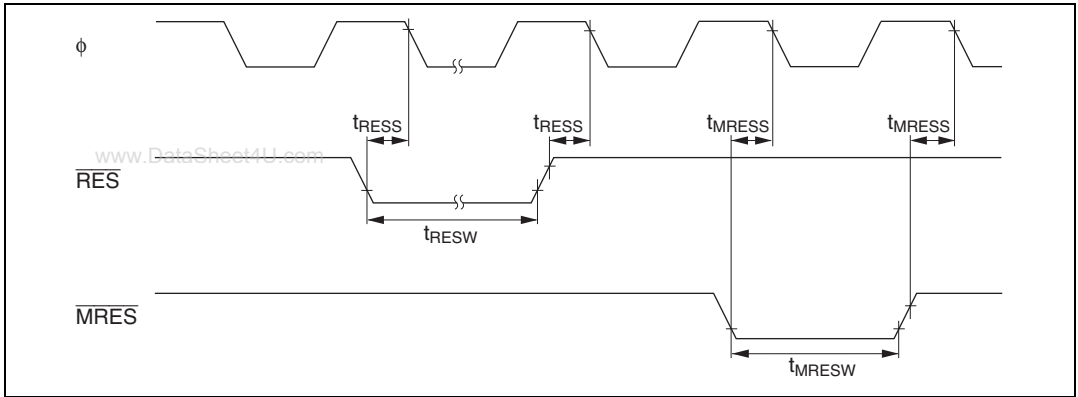 ϕ
tRESS tRESS tMRESS tMRESS
www.DataSheet4U.com
RES
tRESW
MRES
tMRESW